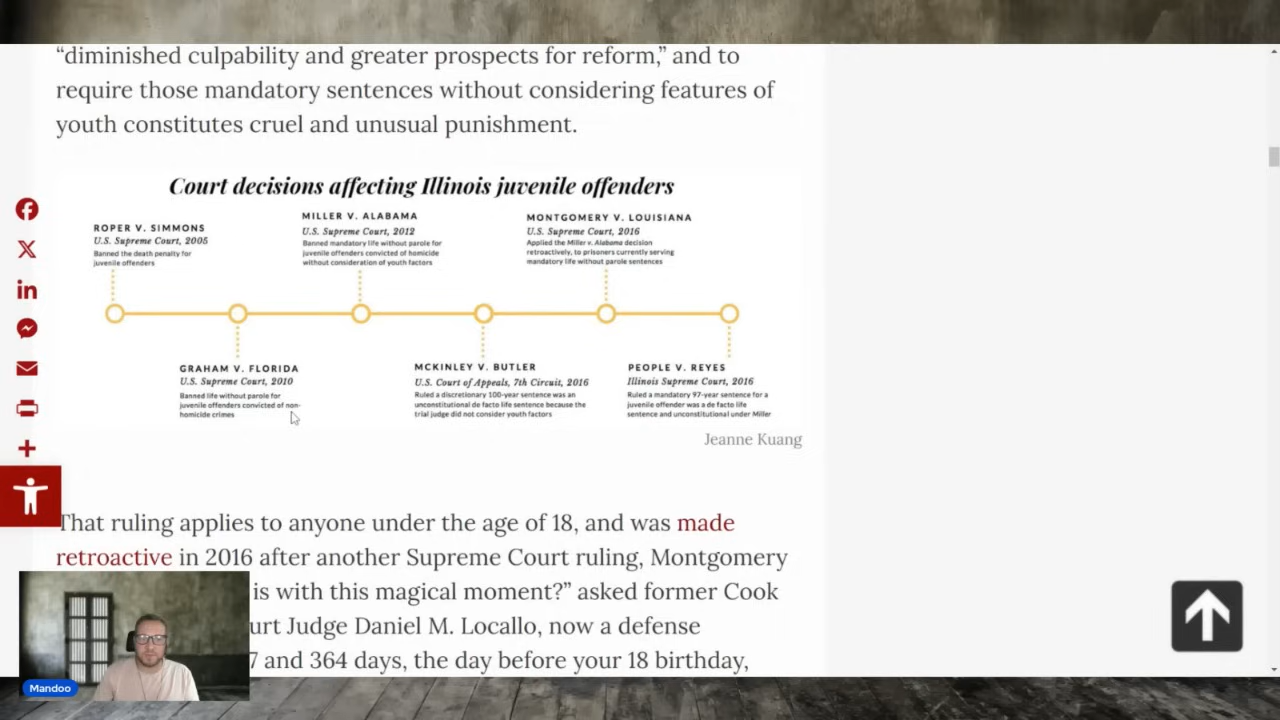 “diminished culpability and greater prospects for reform,” and to
require those mandatory sentences without considering features of
youth constitutes cruel and unusual punishment.
Court decisions affecting Illinois juvenile offenders
ROPER V. SIMMONS
U.S. Supreme Court, 2005
Banned the death penalty for
juvenile offenders
MILLER V. ALABAMA
U.S. Supreme Court, 2012
Banned mandatory life without parole for
juvenile offenders convicted of homicide
without consideration of youth factors
MONTGOMERY V. LOUISIANA
U.S. Supreme Court, 2016
Applied the Miller v. Alabama decision
retroactively, to prisoners currently serving
mandatory life without parole sentences
GRAHAM V. FLORIDA
U.S. Supreme Court, 2010
Banned life without parole for
juvenile offenders convicted of non-
homicide crimes
MCKINLEY V. BUTLER
U.S. Court of Appeals, 7th Circuit, 2016
Ruled a discretionary 100-year sentence was an
unconstitutional de facto life sentence because the
trial judge did not consider youth factors
PEOPLE V. REYES
Illinois Supreme Court, 2016
Ruled a mandatory 97-year sentence for a
juvenile offender was a de facto life
sentence and unconstitutional under Miller
Jeanne Kuang
That ruling applies to anyone under the age of 18, and was made
retroactive in 2016 after another Supreme Court ruling, Montgomery
is with this magical moment?” asked former Cook
urt Judge Daniel M. Locallo, now a defense
7 and 364 days, the day before your 18 birthday,
Mandoo